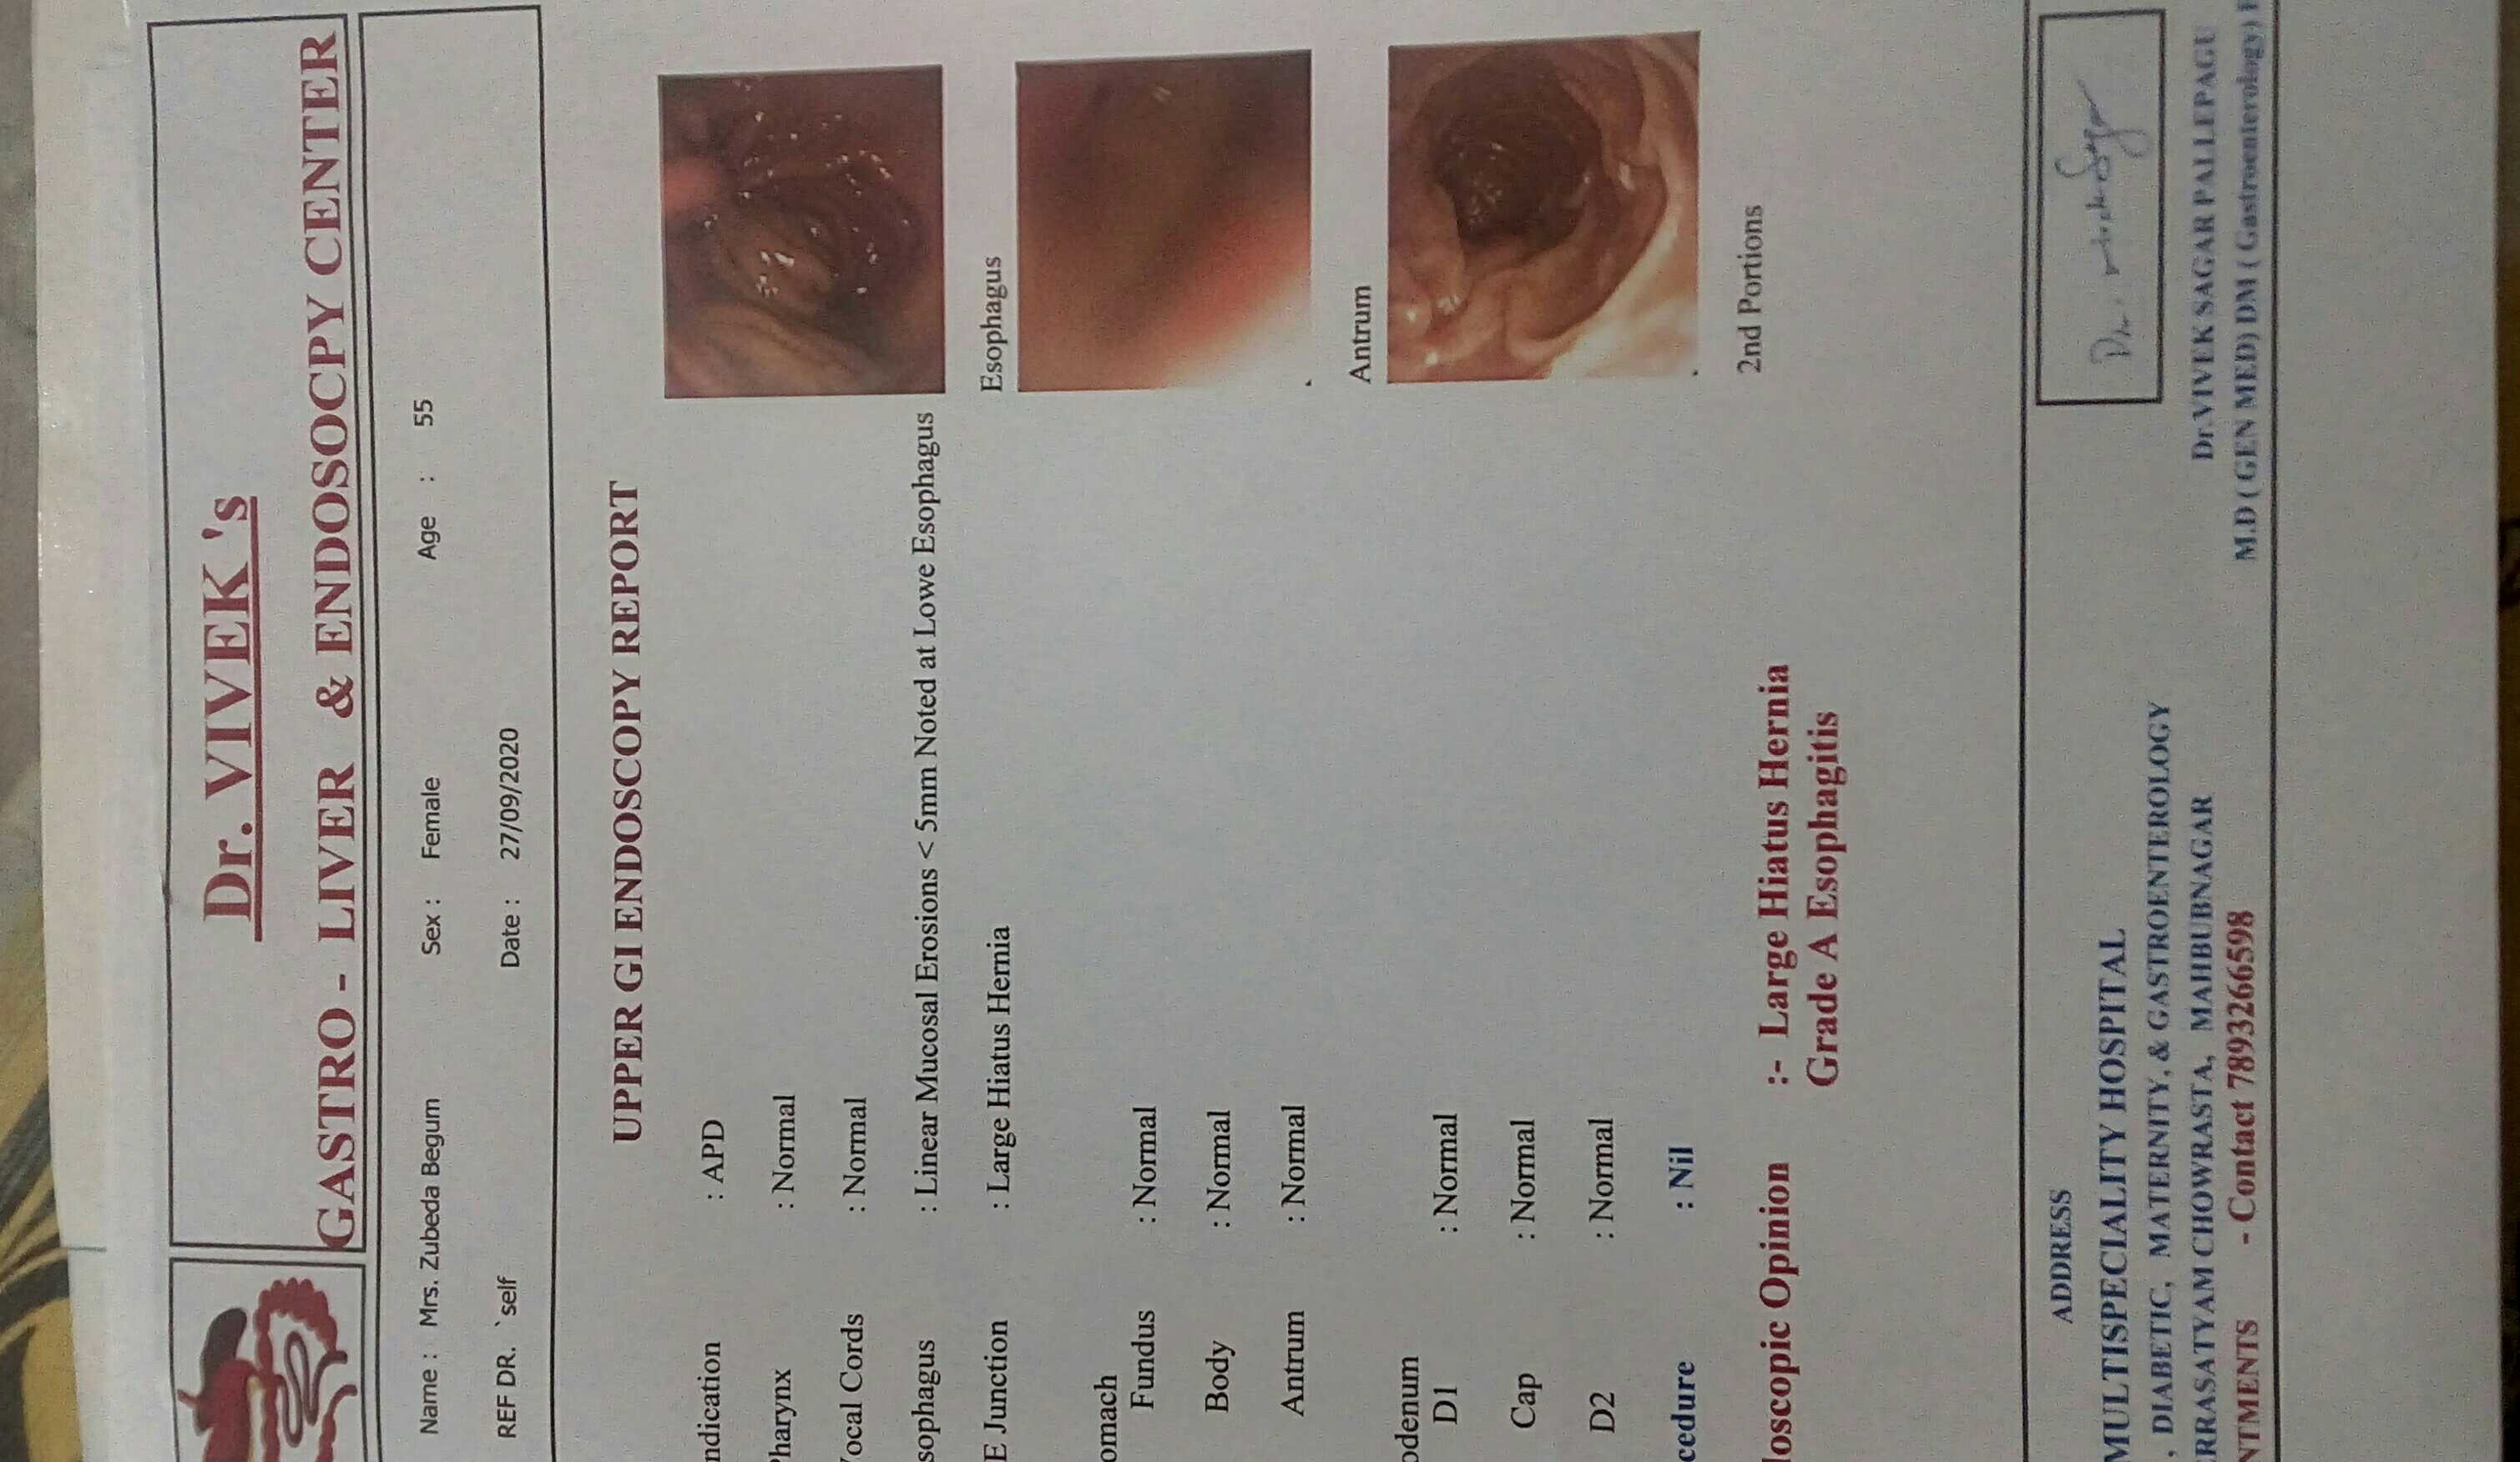 Dr. VIVEK 's
GASTRO - LIVER & ENDOSOCPY CENTER
Name : Mrs. Zubeda Begum Sex : Female Age : 55
REF DR. `self Date : 27/09/2020
UPPER GI ENDOSCOPY REPORT
ndication : APD
Pharynx : Normal
Vocal Cords : Normal
sophagus : Linear Mucosal Erosions < 5mm Noted at Lowe Esophagus
Esophagus
E Junction : Large Hiatus Hernia
omach
Fundus : Normal
Body : Normal
Antrum : Normal
Antrum
odenum
D1 : Normal
Cap : Normal
D2 : Normal
cedure : Nil
2nd Portions
loscopic Opinion :- Large Hiatus Hernia
Grade A Esophagitis
ADDRESS
MULTISPECIALITY HOSPITAL
, DIABETIC, MATERNITY, & GASTROENTEROLOGY
RRASATYAM CHOWRASTA, MAHBUBNAGAR
NTMENTS - Contact 7893266598
Dr. VIVEK SAGAR PALLEPAGU
M.D ( GEN MED) DM ( Gastroenterology)